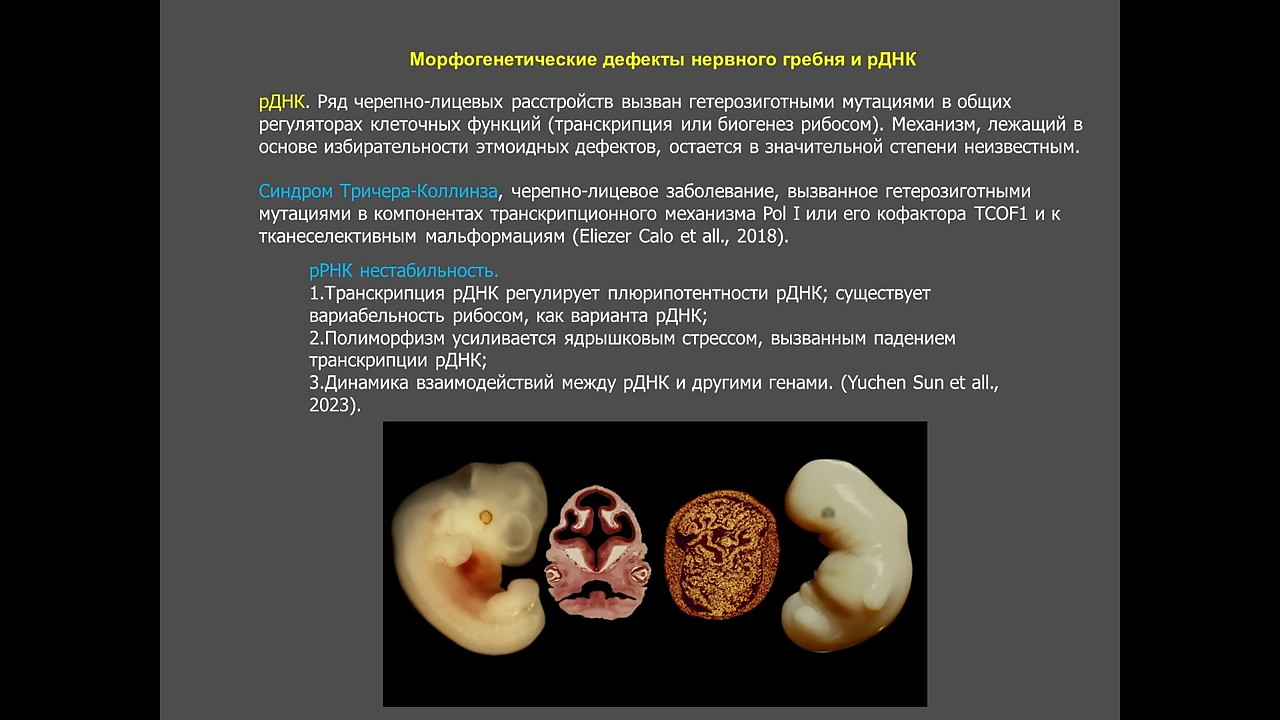 Морфогенетические дефекты нервного гребня и рДНК
рДНК. Ряд черепно-лицевых расстройств вызван гетерозиготными мутациями в общих
регуляторах клеточных функций (транскрипция или биогенез рибосом). Механизм, лежащий в
основе избирательности этмоидных дефектов, остается в значительной степени неизвестным.
Синдром Тричера-Коллинза, черепно-лицевое заболевание, вызванное гетерозиготными
мутациями в компонентах транскрипционного механизма Pol I или его кофактора TCOF1 и к
тканеселективным мальформациям (Eliezer Calo et all., 2018).
рРНК нестабильность.
1.Транскрипция рДНК регулирует плюрипотентности рДНК; существует
вариабельность рибосом, как варианта рДНК;
2.Полиморфизм усиливается ядрышковым стрессом, вызванным падением
транскрипции рДНК;
3.Динамика взаимодействий между рДНК и другими генами. (Yuchen Sun et all.,
2023).